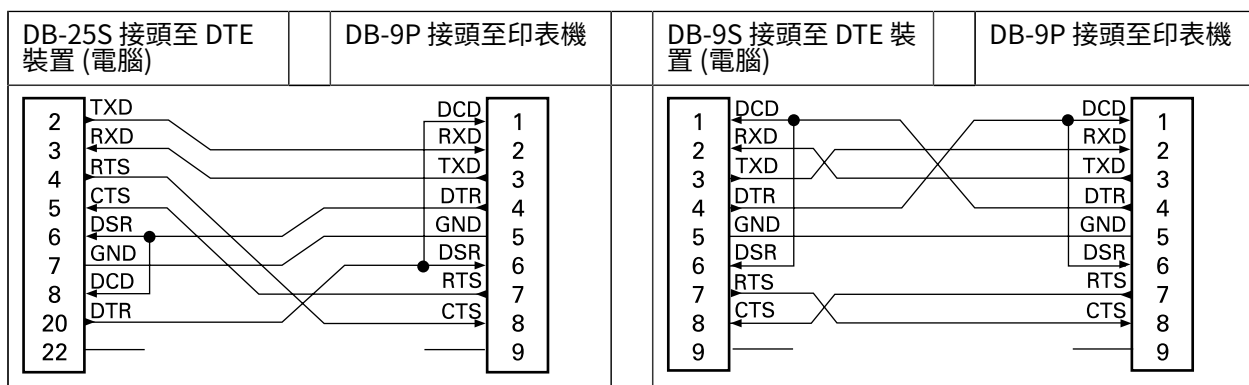 DB-25S 接頭至 DTE
裝置 (電腦)
DB-9P 接頭至印表機
DB-9S 接頭至 DTE 裝
置 (電腦)
DB-9P 接頭至印表機
2 TXD
3 RXD
4 RTS
5 CTS
6 DSR
7 GND
8 DCD
20 DTR
22
DCD 1
RXD 2
TXD 3
DTR 4
GND 5
DSR 6
RTS 7
CTS 8
9
1 DCD
2 RXD
3 TXD
4 DTR
5 GND
6 DSR
7 RTS
8 CTS
9
DCD 1
RXD 2
TXD 3
DTR 4
GND 5
DSR 6
RTS 7
CTS 8
9